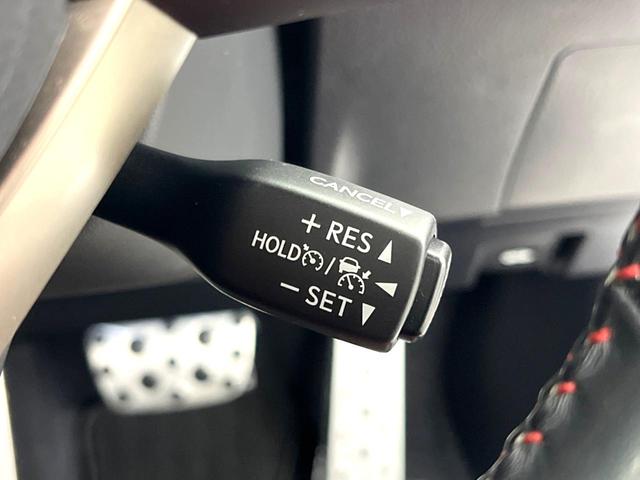 CANCEL
+ RES
HOLD /
− SET